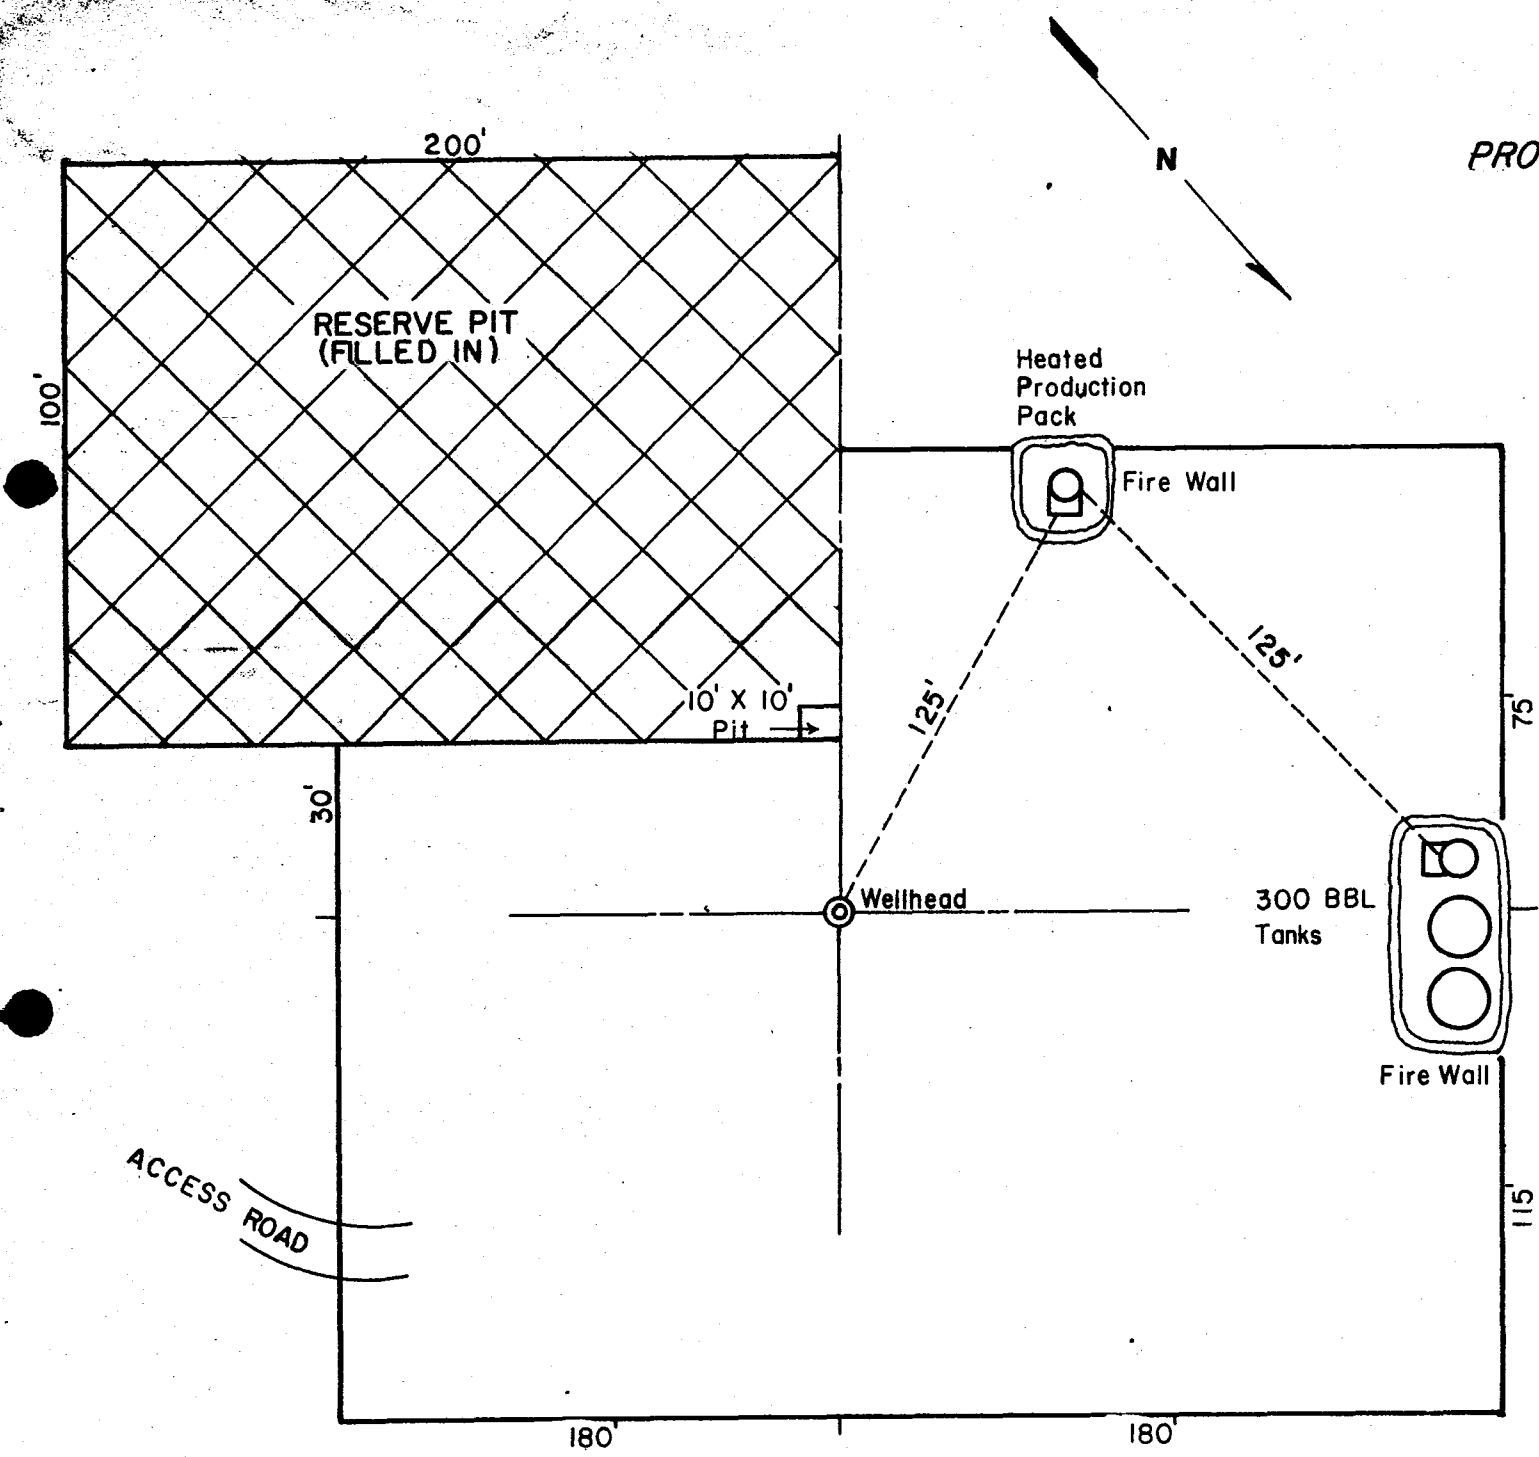 200'
N
PRO
RESERVE PIT
(FILLED IN)
100'
Heated
Production
Pack
Fire Wall
125'
125'
10' X 10'
Pit
75'
30'
Wellhead
300 BBL
Tanks
Fire Wall
ACCESS ROAD
115
180'
180'